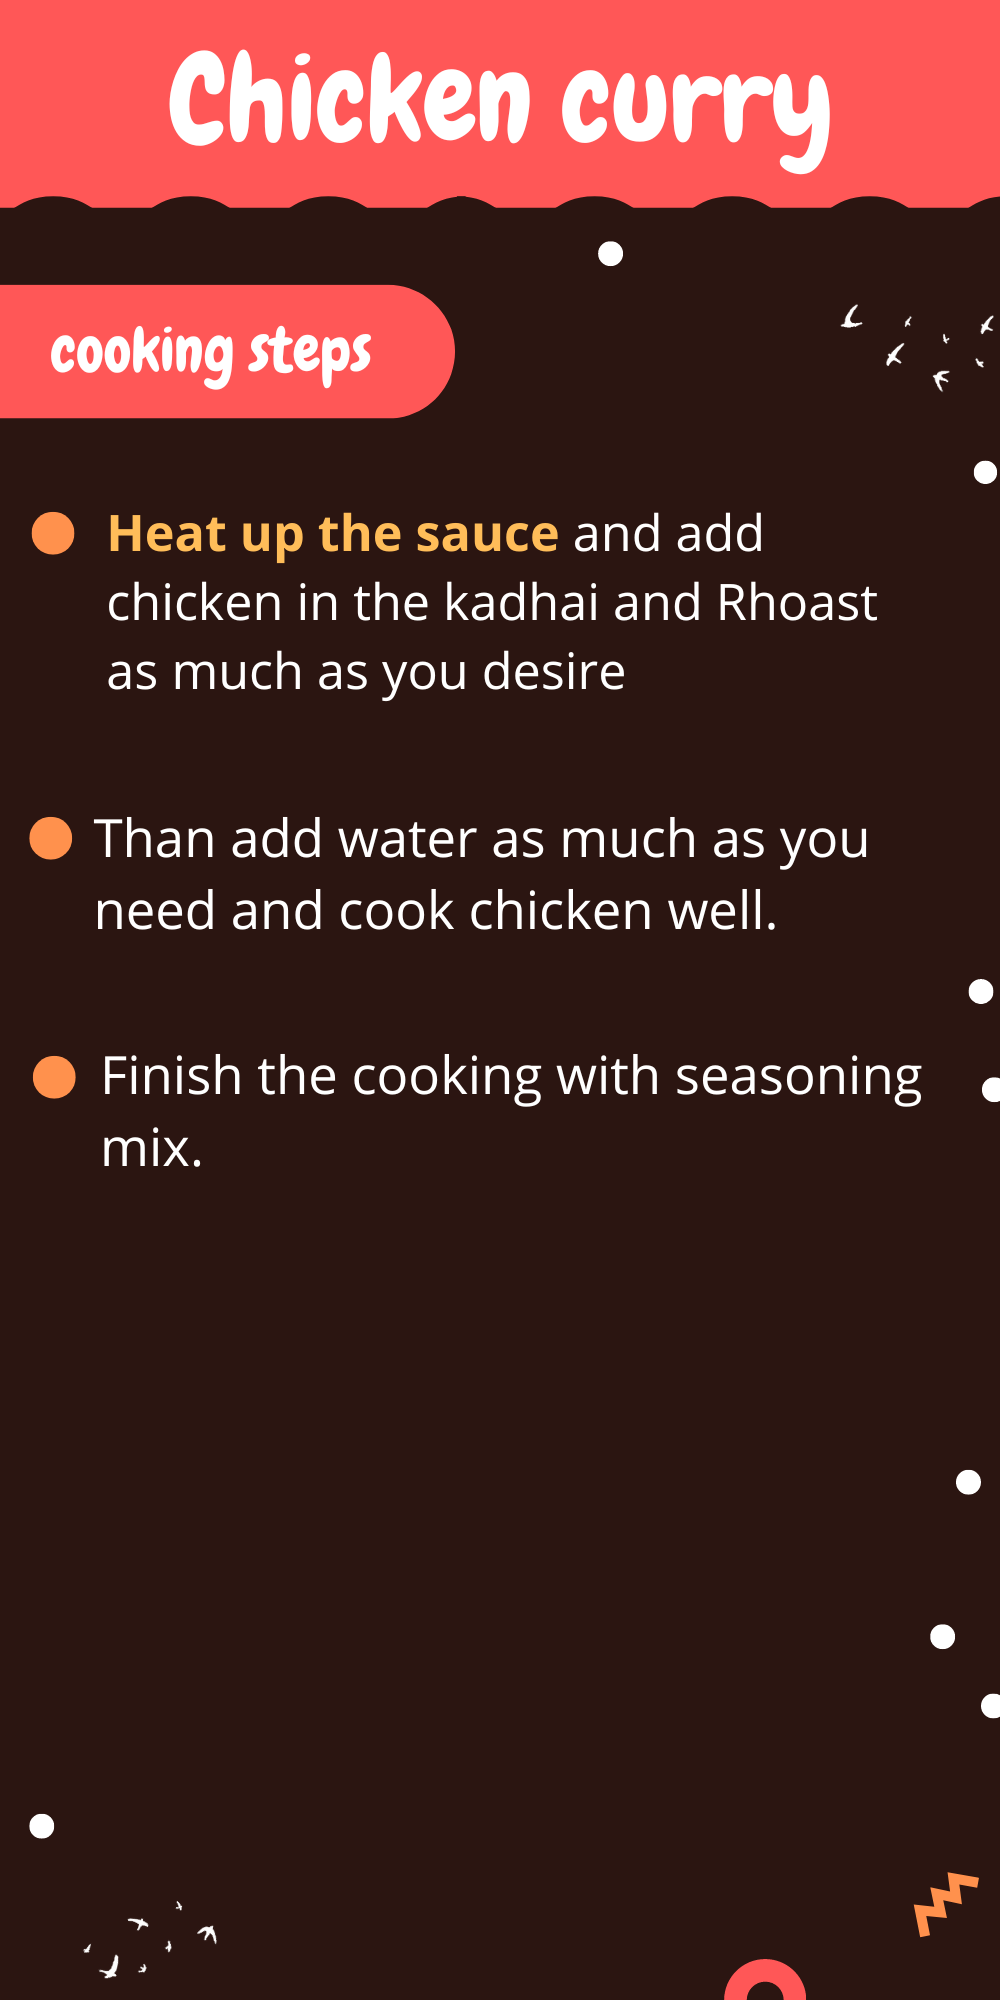 Chicken curry
cooking steps
Heat up the sauce and add
chicken in the kadhai and Rhoast
as much as you desire
Than add water as much as you
need and cook chicken well.
Finish the cooking with seasoning
mix.